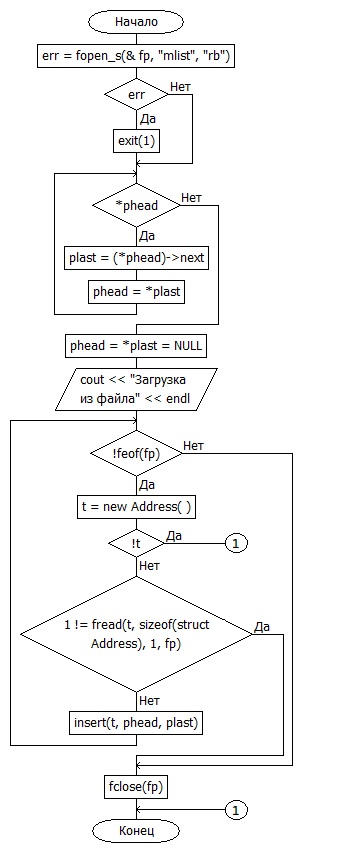 Начало
err = fopen_s(& fp, "mlist", "rb")
err
Нет
Да
exit(1)
*phead
Нет
Да
plast = (*phead)->next
phead = *plast
phead = *plast = NULL
cout << "Загрузка
из файла" << endl
!feof(fp)
Нет
Да
t = new Address( )
!t
Да
1
Нет
1 != fread(t, sizeof(struct
Address), 1, fp)
Да
Нет
insert(t, phead, plast)
fclose(fp)
1
Конец